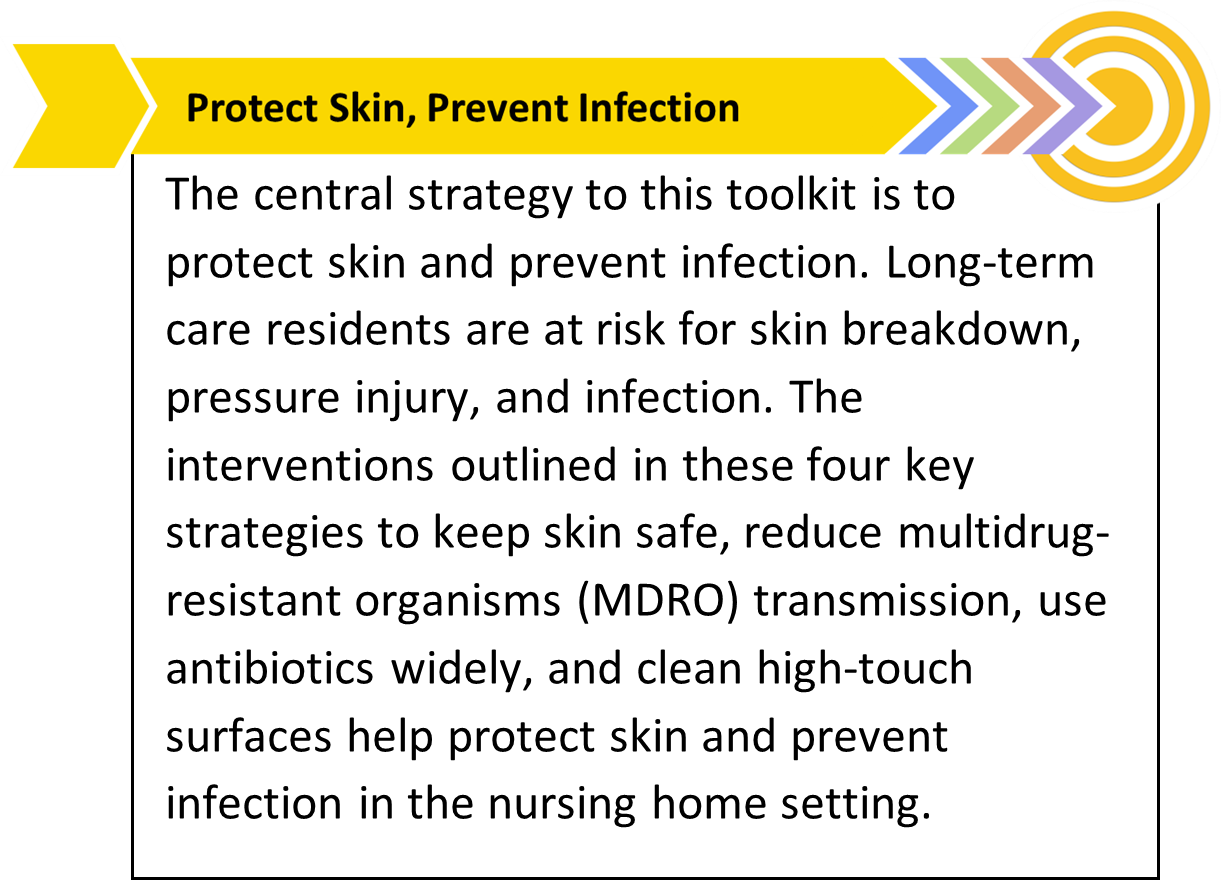 Protect Skin, Prevent Infection
The central strategy to this toolkit is to
protect skin and prevent infection. Long-term
care residents are at risk for skin breakdown,
pressure injury, and infection. The
interventions outlined in these four key
strategies to keep skin safe, reduce multidrug-
resistant organisms (MDRO) transmission, use
antibiotics widely, and clean high-touch
surfaces help protect skin and prevent
infection in the nursing home setting.